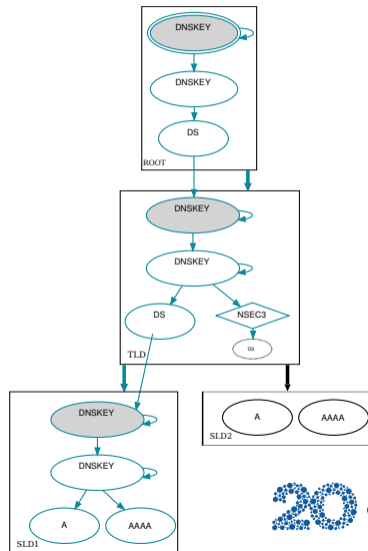 DNSKEY
DNSKEY
DS
ROOT
DNSKEY
DNSKEY
DS
NSEC3
DS
TLD
DNSKEY
DNSKEY
A
AAAA
SLD1
A
AAAA
SLD2
20